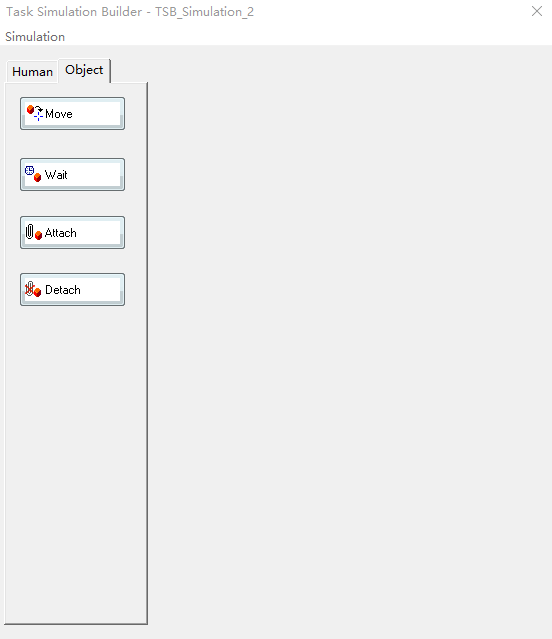 Task Simulation Builder - TSB_Simulation_2
Simulation
Human Object
Move
Wait
Attach
Detach